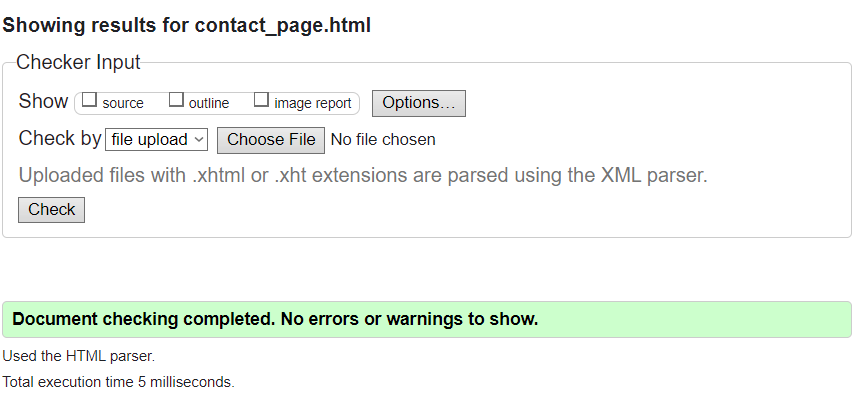 Showing results for contact_page.html
Checker Input
Show source outline image report Options...
Check by file upload Choose File No file chosen
Uploaded files with .xhtml or .xht extensions are parsed using the XML parser.
Check
Document checking completed. No errors or warnings to show.
Used the HTML parser.
Total execution time 5 milliseconds.